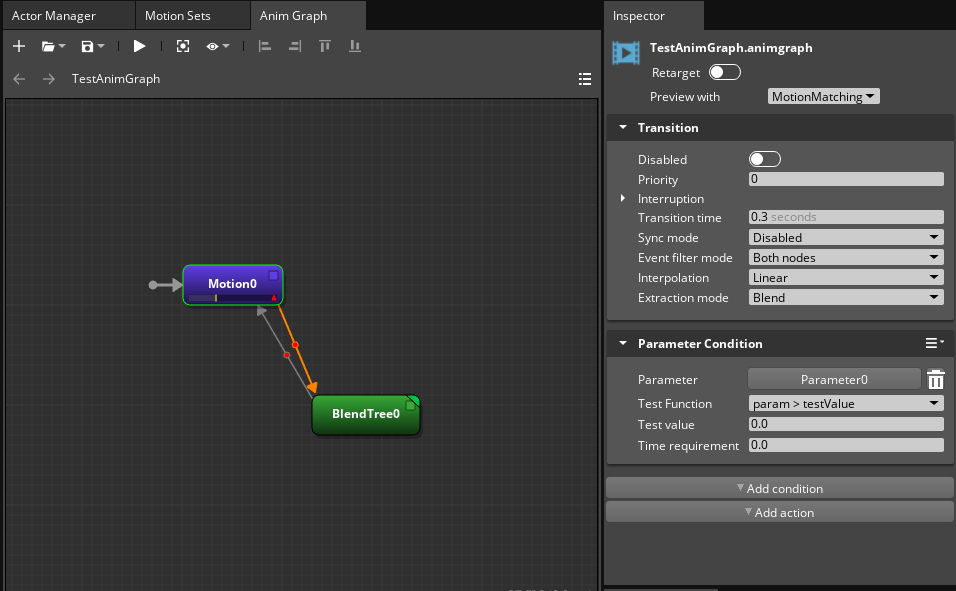 Actor Manager
Motion Sets
Anim Graph
TestAnimGraph
Motion0
BlendTree0
Inspector
TestAnimGraph.animgraph
Retarget
Preview with MotionMatching
Transition
Disabled
Priority 0
Interruption
Transition time 0.3 seconds
Sync mode Disabled
Event filter mode Both nodes
Interpolation Linear
Extraction mode Blend
Parameter Condition
Parameter Parameter0
Test Function param > testValue
Test value 0.0
Time requirement 0.0
Add condition
Add action